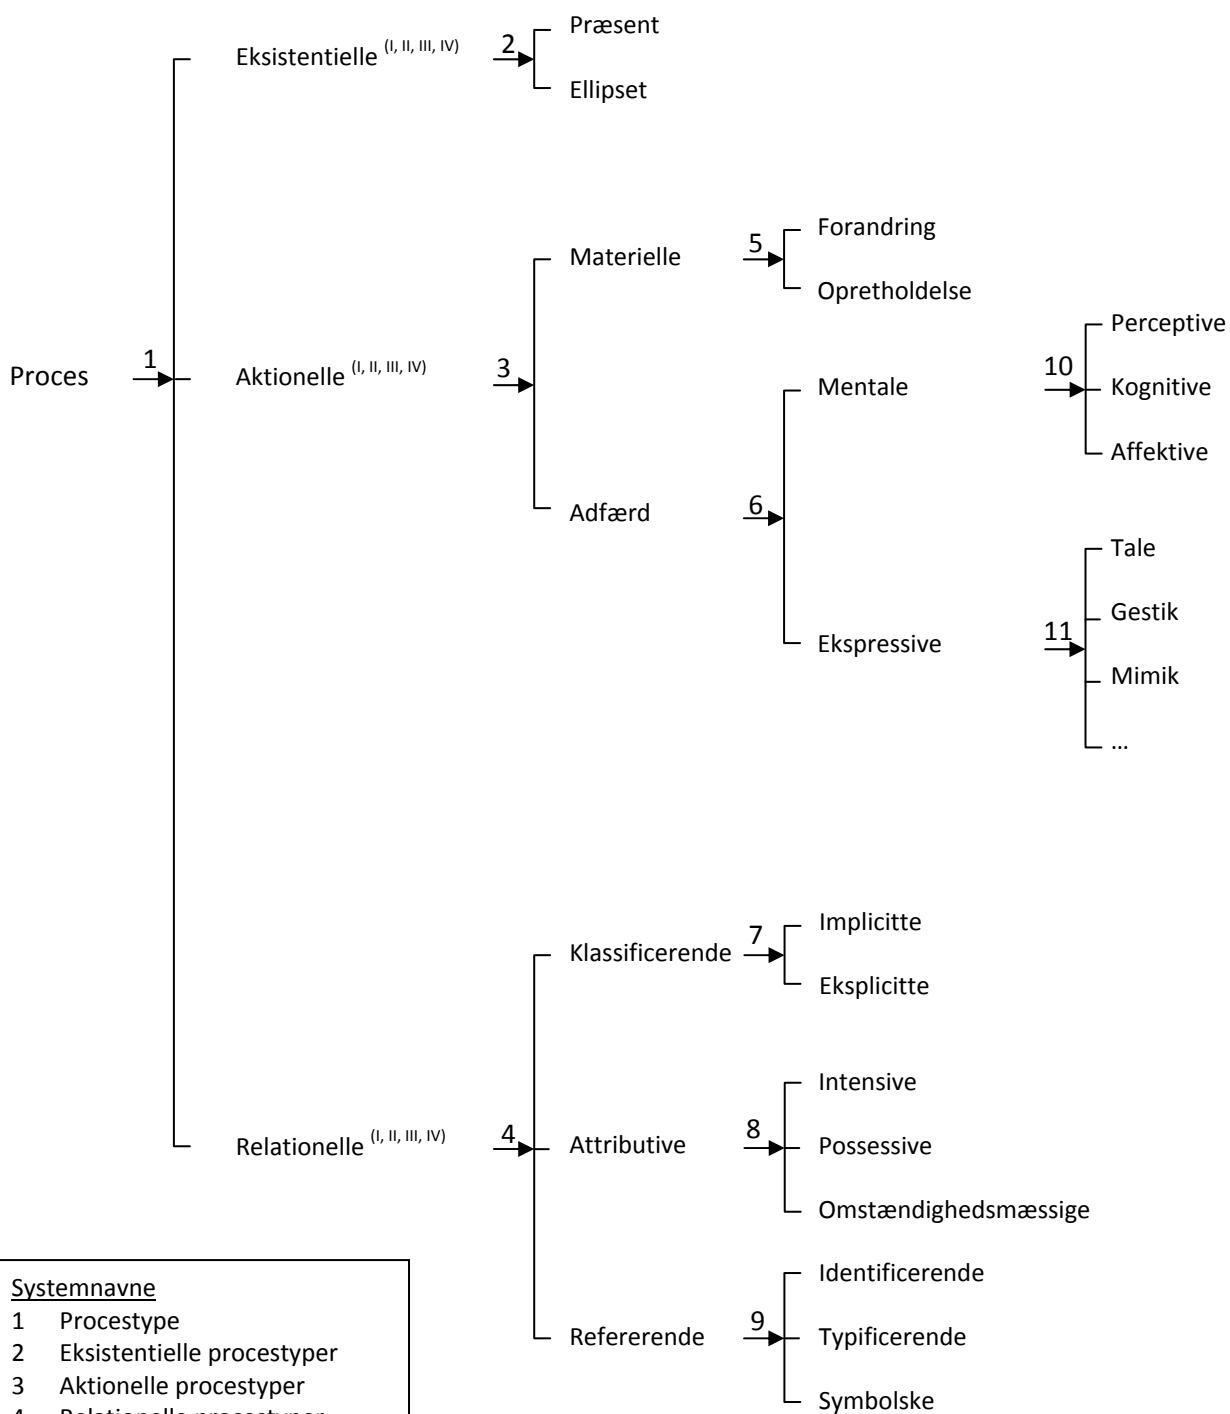 Præsent
Eksistentielle (I, II, III, IV) 2
Ellipset
Forandring
Materielle 5
Opretholdelse
Perceptive
Proces 1 Aktionelle (I, II, III, IV) 3 Mentale 10 Kognitive
Affektive
Adfærd 6
Tale
Gestik
Ekspressive 11
Mimik
...
Implicitte
Klassificerende 7
Eksplicitte
Intensive
Relationelle (I, II, III, IV) 4 Attributive 8 Possessive
Omstændighedsmæssige
Identificerende
Refererende 9 Typificerende
Symbolske
Systemnavne
1 Procestype
2 Eksistentielle procestyper
3 Aktionelle procestyper
4 Relationelle procestyper